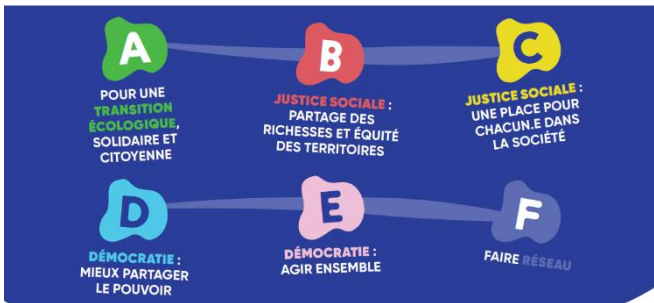 A
POUR UNE
TRANSITION
ÉCOLOGIQUE,
SOLIDAIRE ET
CITOYENNE
B
JUSTICE SOCIALE :
PARTAGE DES
RICHESSES ET ÉQUITÉ
DES TERRITOIRES
C
JUSTICE SOCIALE :
UNE PLACE POUR
CHACUN.E DANS
LA SOCIÉTÉ
D
DÉMOCRATIE :
MIEUX PARTAGER
LE POUVOIR
E
DÉMOCRATIE :
AGIR ENSEMBLE
F
FAIRE RÉSEAU